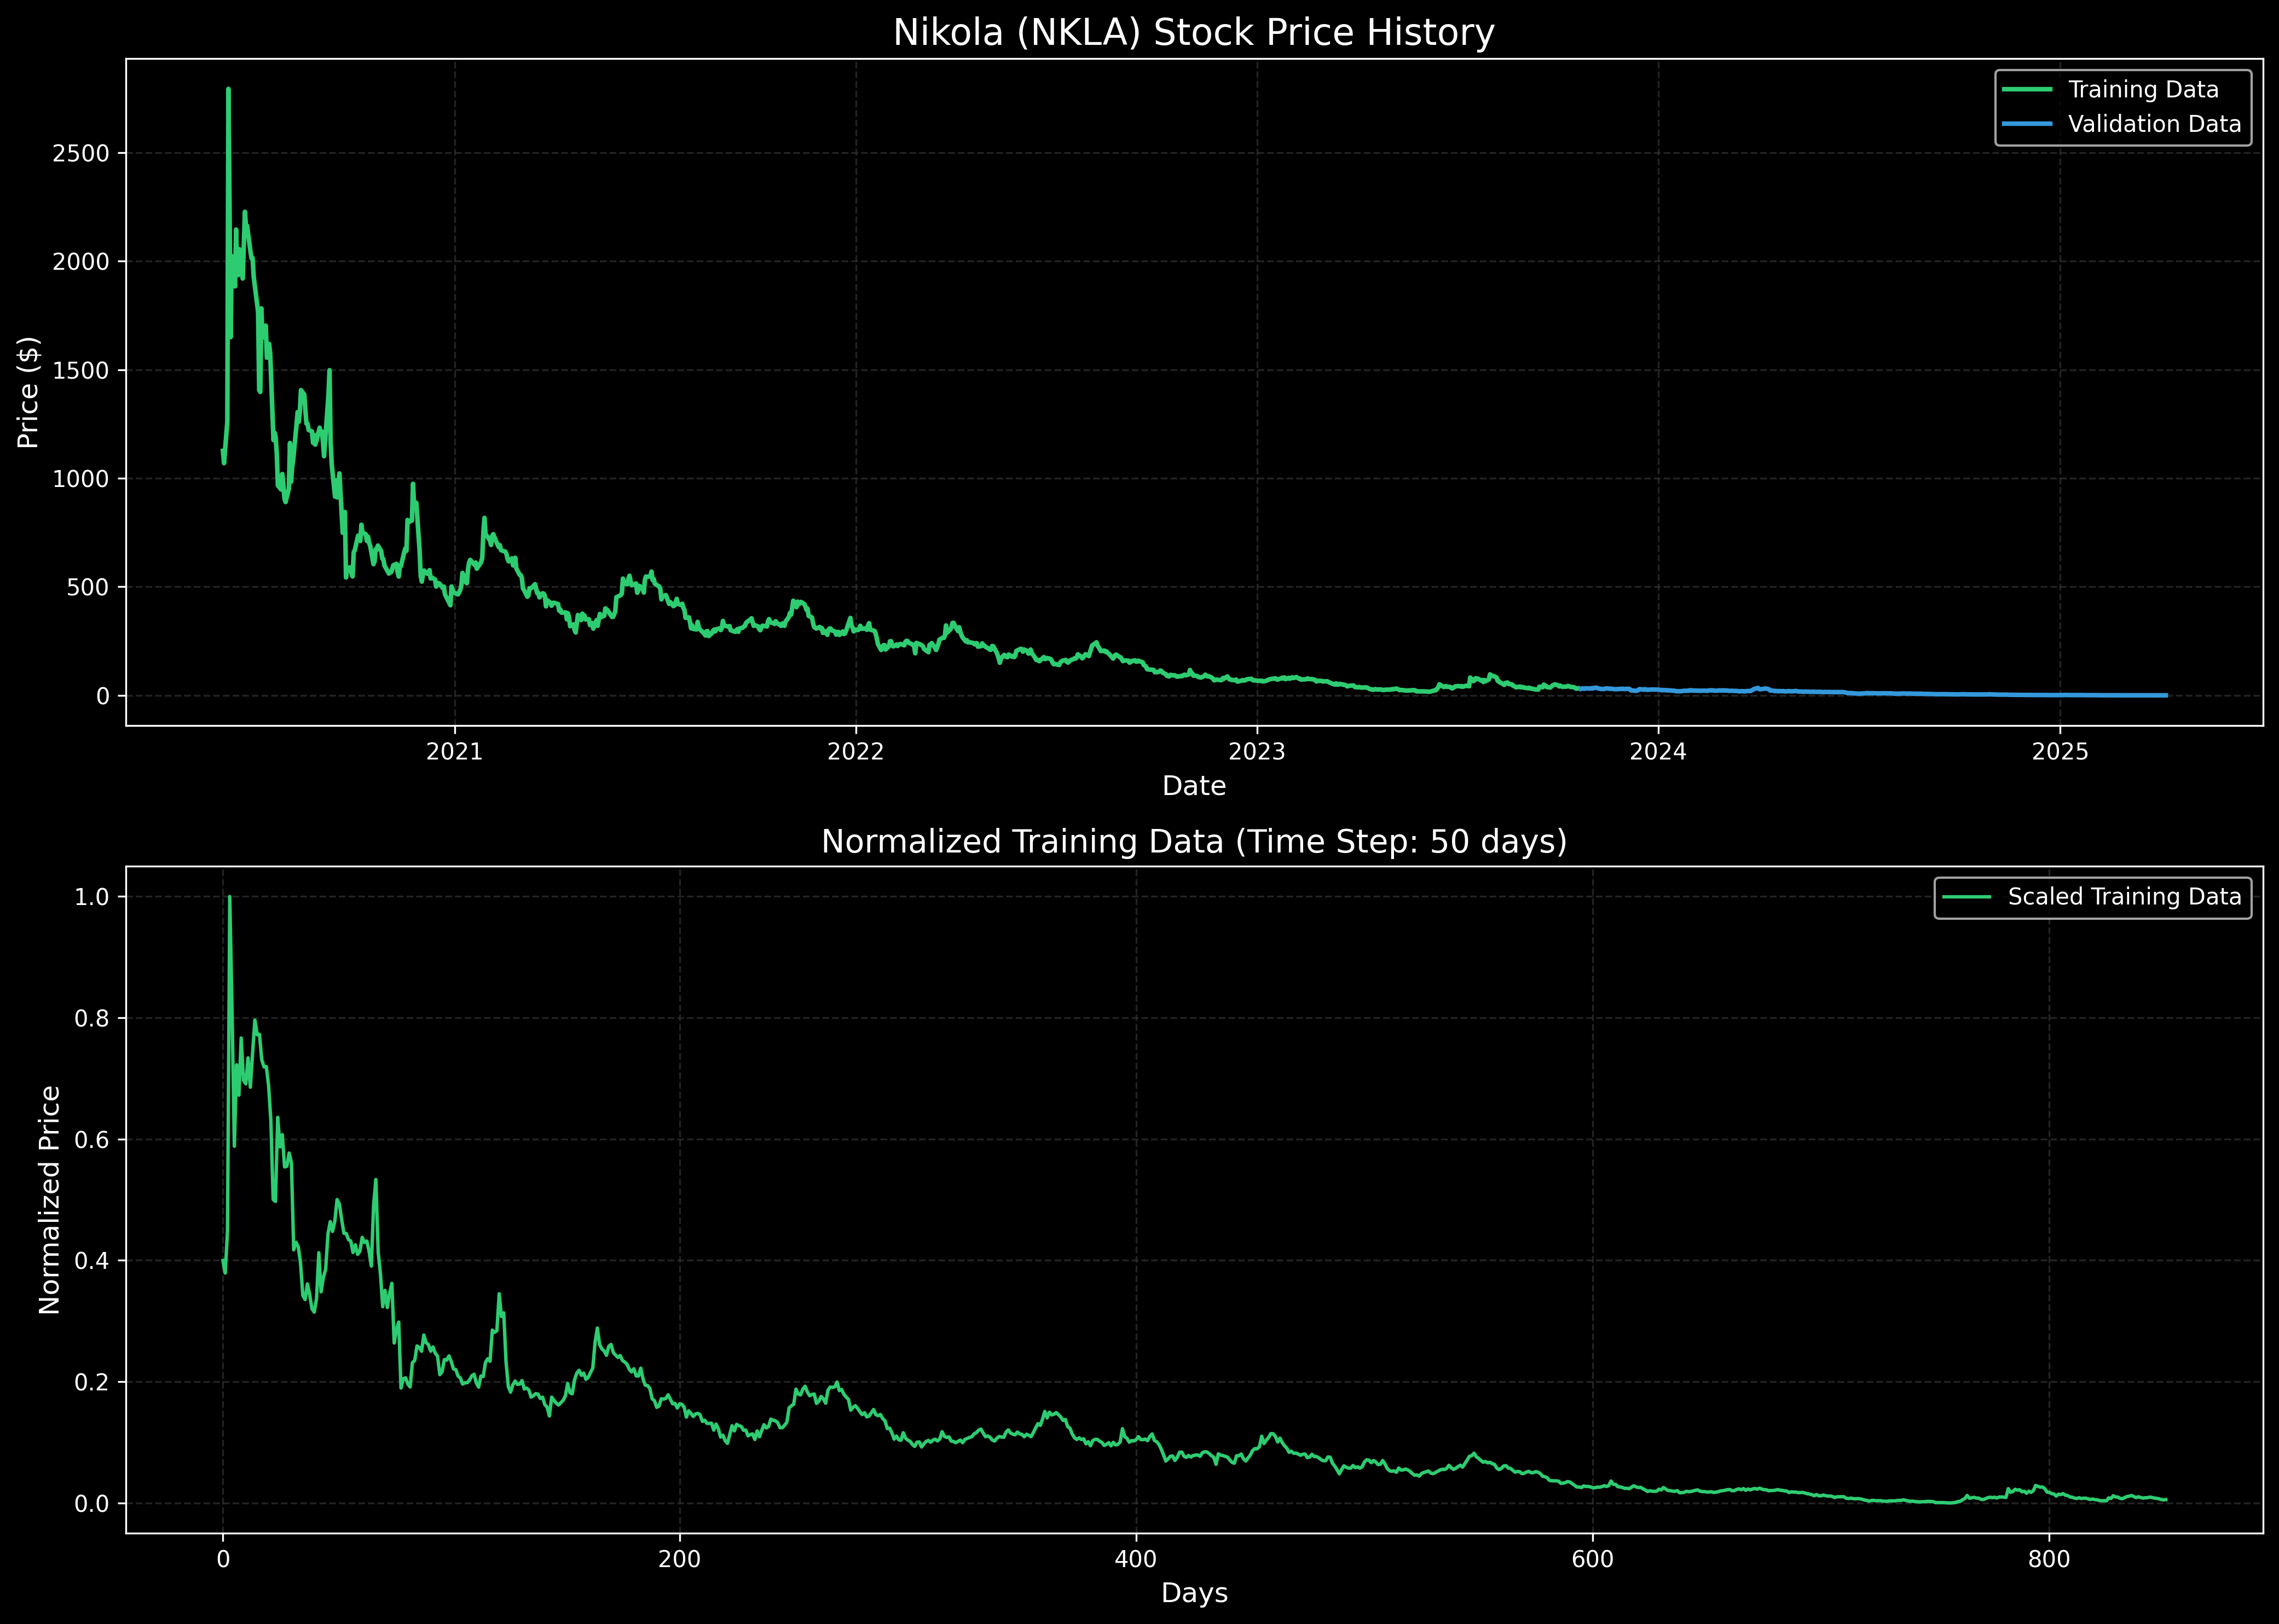 Nikola (NKLA) Stock Price History
Training Data
Validation Data
Price ($)
2500
2000
1500
1000
500
0
2021 2022 2023 2024 2025
Date
Normalized Training Data (Time Step: 50 days)
Scaled Training Data
Normalized Price
1.0
0.8
0.6
0.4
0.2
0.0
0 200 400 600 800
Days